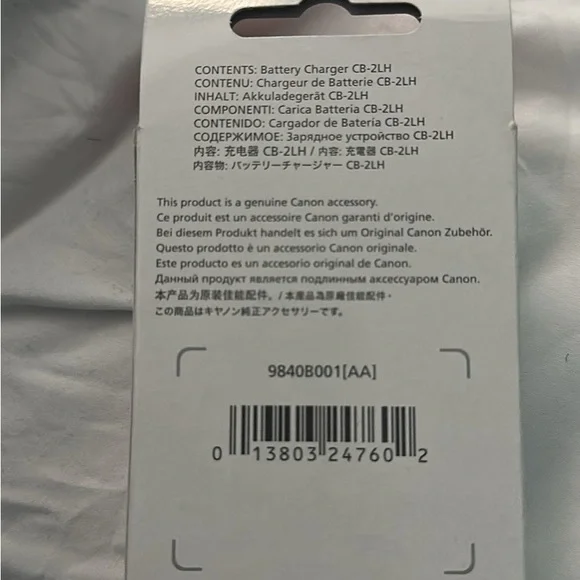 CONTENTS: Battery Charger CB-2LH
CONTENU: Chargeur de Batterie CB-2LH
INHALT: Akkuladegerät CB-2LH
COMPONENTI: Carica Batteria CB-2LH
CONTENIDO: Cargador de Batería CB-2LH
СОДЕРЖИМОЕ: Зарядное устройство CB-2LH
内容: 充电器 CB-2LH / 内容: 充電器 CB-2LH
内容物: バッテリーチャージャー CB-2LH
This product is a genuine Canon accessory.
Ce produit est un accessoire Canon garanti d'origine.
Bei diesem Produkt handelt es sich um Original Canon Zubehör.
Questo prodotto è un accessorio Canon originale.
Este producto es un accesorio original de Canon.
Данный продукт является подлинным аксессуаром Canon.
本产品为原装佳能配件。/ 本產品為原廠佳能配件。
この商品はキヤノン純正アクセサリーです。
9840B001[AA]
0 13803 24760 2